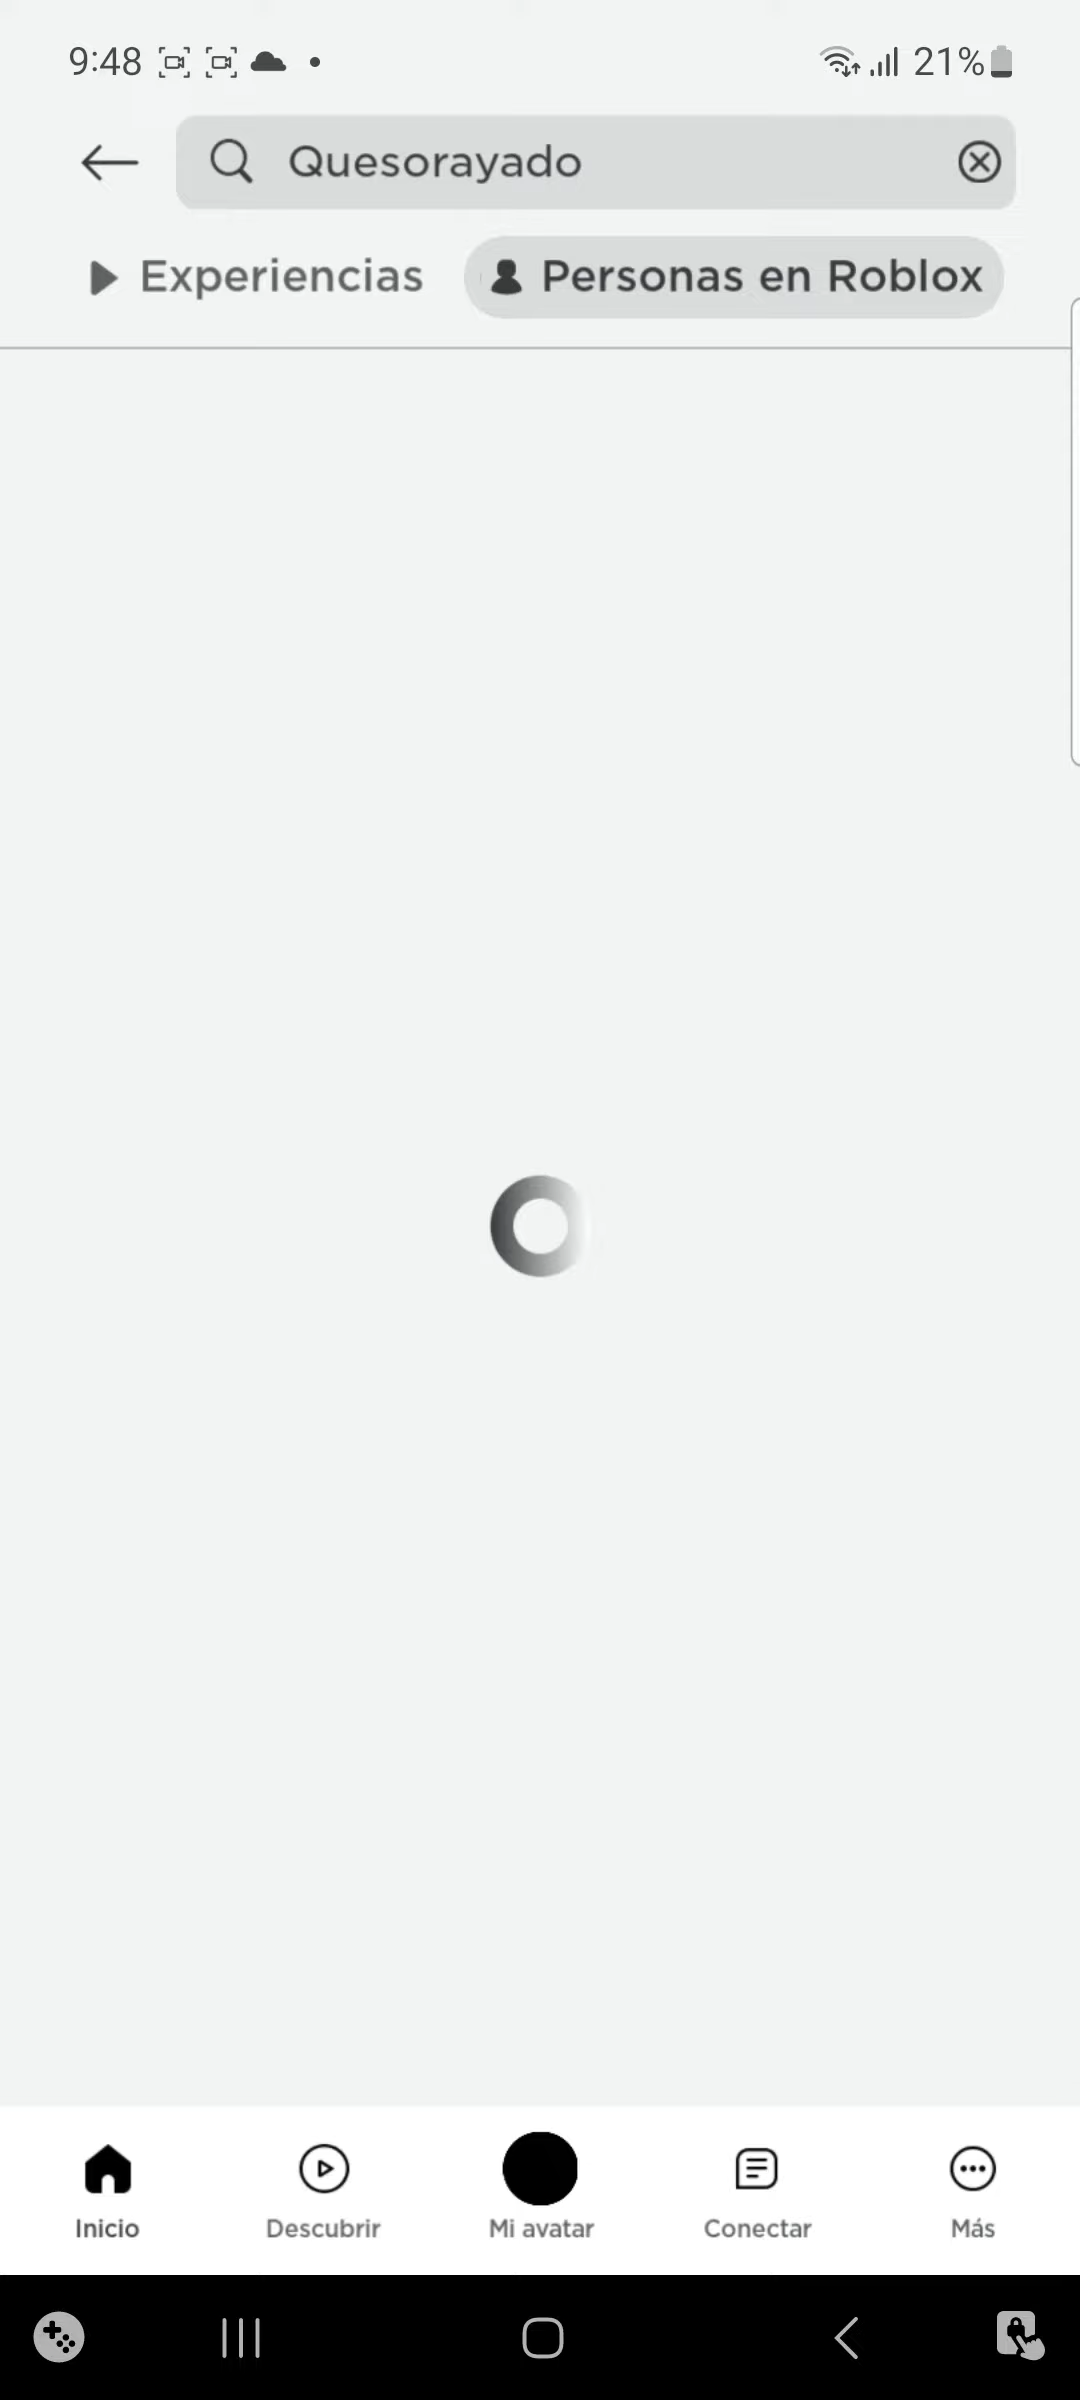 9:48
21%
Quesorayado
Experiencias
Personas en Roblox
Inicio
Descubrir
Mi avatar
Conectar
Más